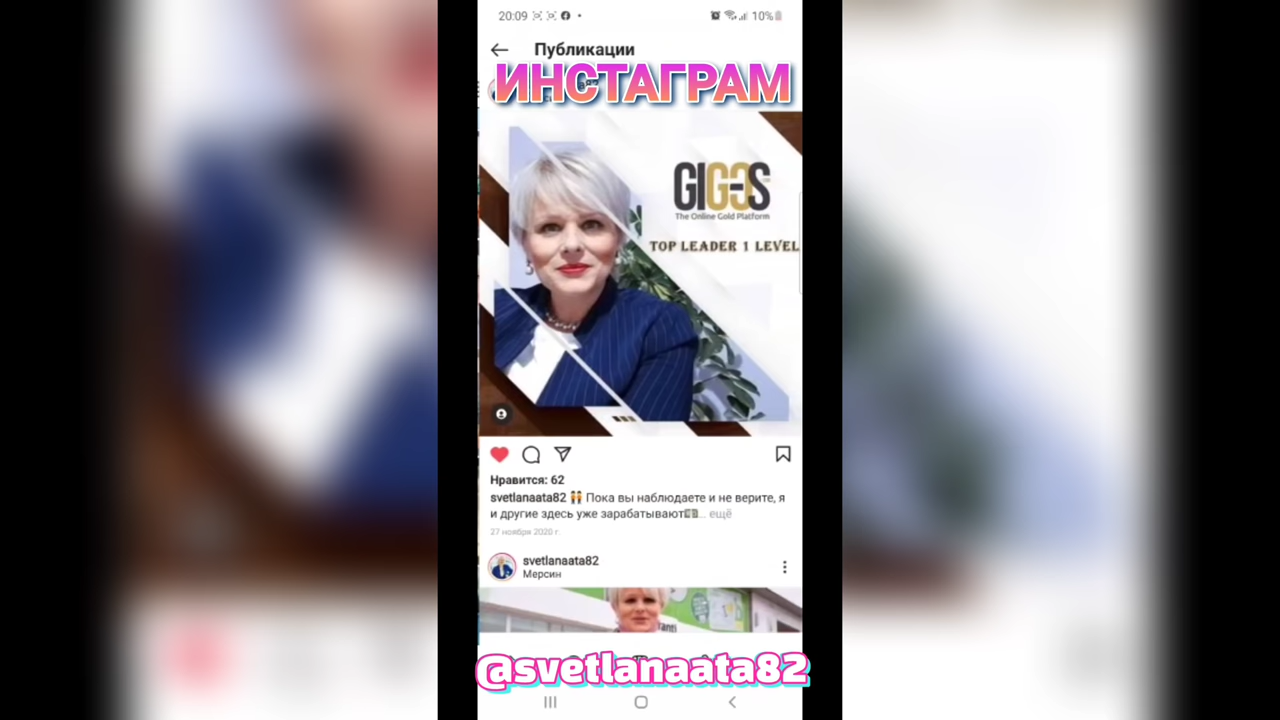 20:09
10%
Публикации
ИНСТАГРАМ
GIGOS
The Online Gold Platform
TOP LEADER 1 LEVEL
Нравится: 62
svetlanaata82 Пока вы наблюдаете и не верите, я
и другие здесь уже зарабатывают... ещё
27 ноября 2020 г.
svetlanaata82
Мерсин
@svetlanaata82